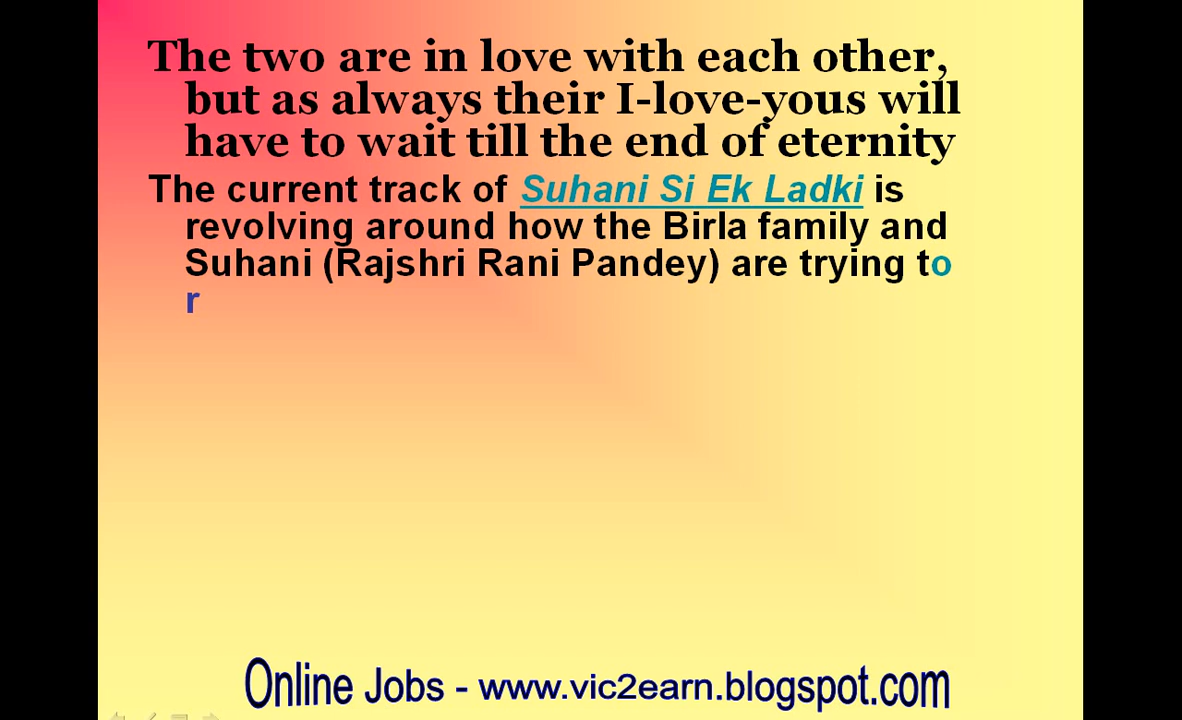 The two are in love with each other,
but as always their I-love-yous will
have to wait till the end of eternity
The current track of Suhani Si Ek Ladki is
revolving around how the Birla family and
Suhani (Rajshri Rani Pandey) are trying to
r
Online Jobs - www.vic2earn.blogspot.com